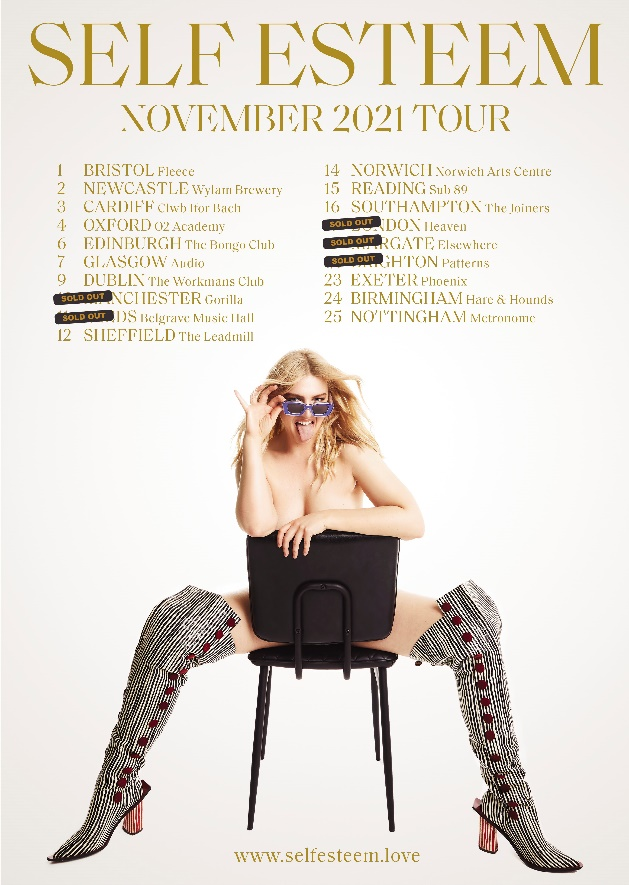 SELF ESTEEM
NOVEMBER 2021 TOUR
1 BRISTOL Fleece
2 NEWCASTLE Wylam Brewery
3 CARDIFF Clwb Ifor Bach
4 OXFORD O2 Academy
6 EDINBURGH The Bongo Club
7 GLASGOW Audio
9 DUBLIN The Workmans Club
SOLD OUT NCHESTER Gorilla
SOLD OUT DS Belgrave Music Hall
12 SHEFFIELD The Leadmill
14 NORWICH Norwich Arts Centre
15 READING Sub 89
16 SOUTHAMPTON The Joiners
SOLD OUT NDON Heaven
SOLD OUT RGATE Elsewhere
SOLD OUT GHTON Patterns
23 EXETER Phoenix
24 BIRMINGHAM Hare & Hounds
25 NOTTINGHAM Metronome
www.selfesteem.love